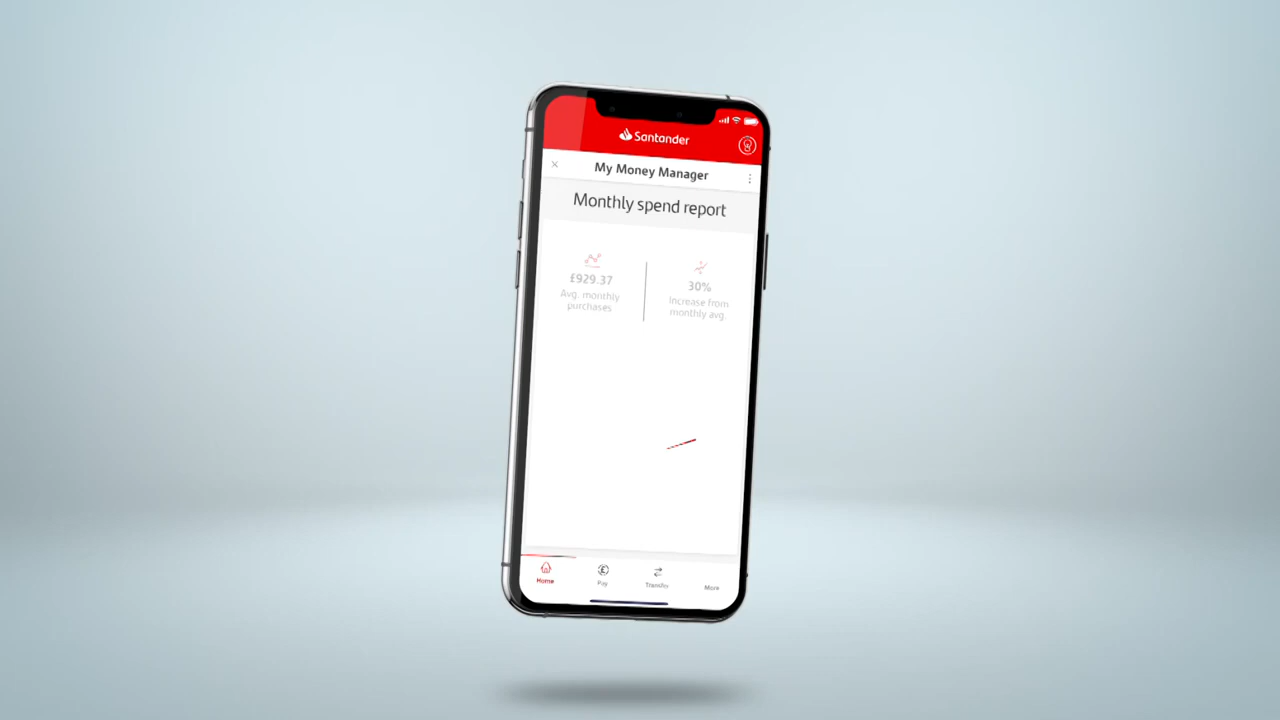 Santander
My Money Manager
Monthly spend report
£929.37
Avg. monthly
purchases
30%
Increase from
monthly avg.
Home
Pay
Transfer
More